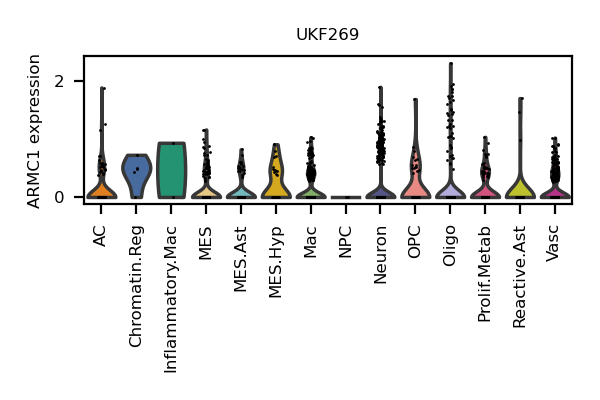 UKF269
ARMC1 expression
2
0
AC
Chromatin.Reg
Inflammatory.Mac
MES
MES.Ast
MES.Hyp
Mac
NPC
Neuron
OPC
Oligo
Prolif.Metab
Reactive.Ast
Vasc